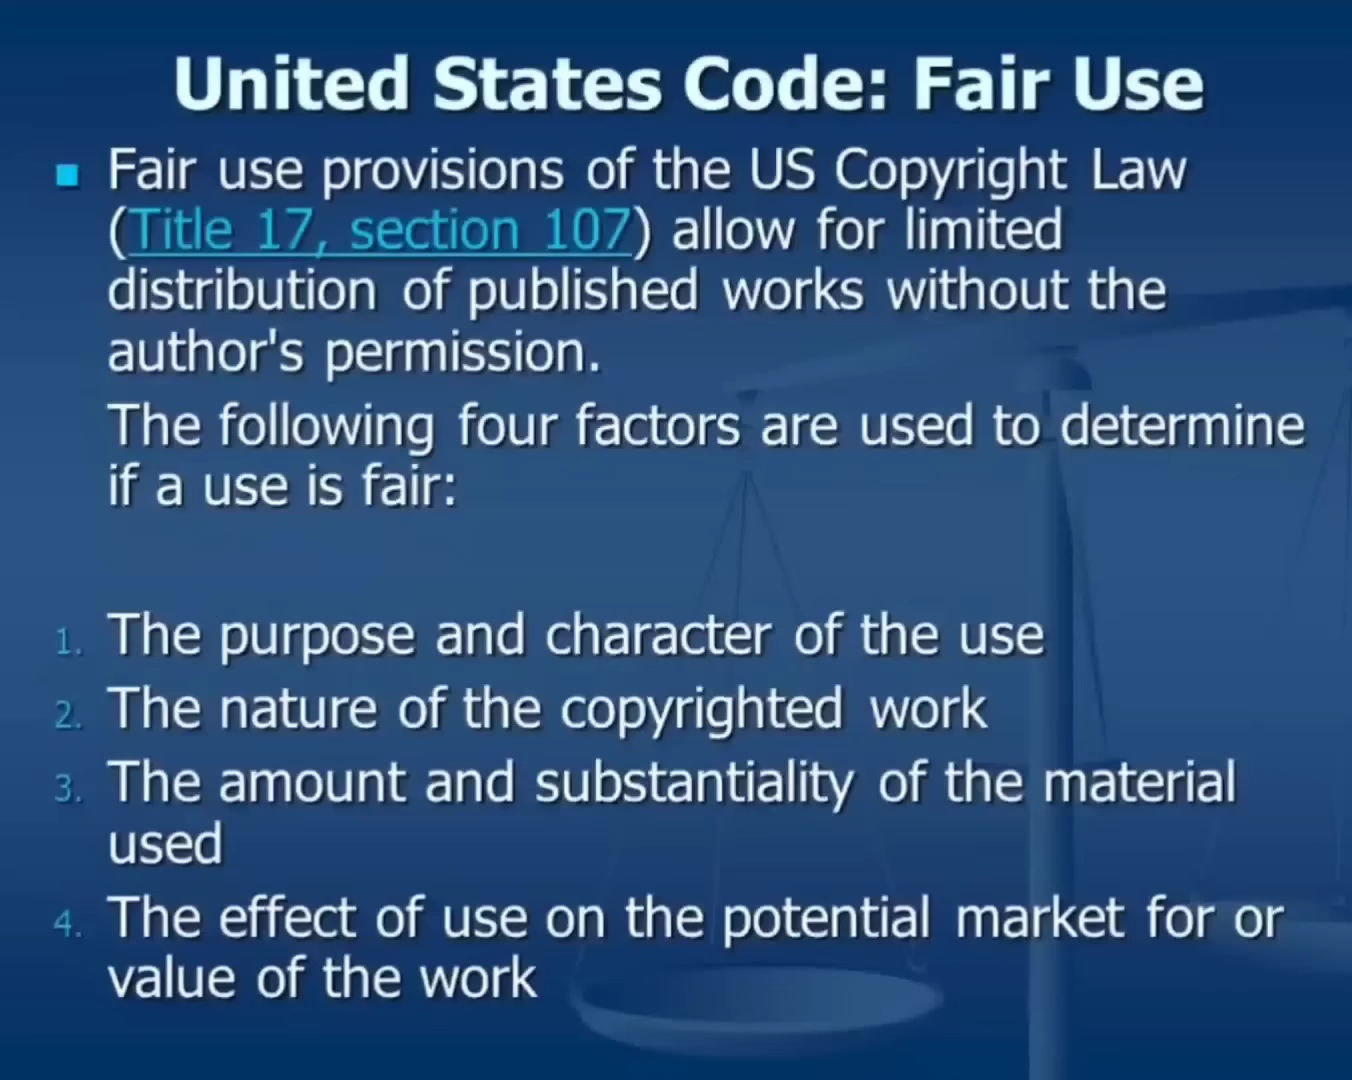 United States Code: Fair Use
■ Fair use provisions of the US Copyright Law
(Title 17, section 107) allow for limited
distribution of published works without the
author's permission.
The following four factors are used to determine
if a use is fair:
1. The purpose and character of the use
2. The nature of the copyrighted work
3. The amount and substantiality of the material
used
4. The effect of use on the potential market for or
value of the work